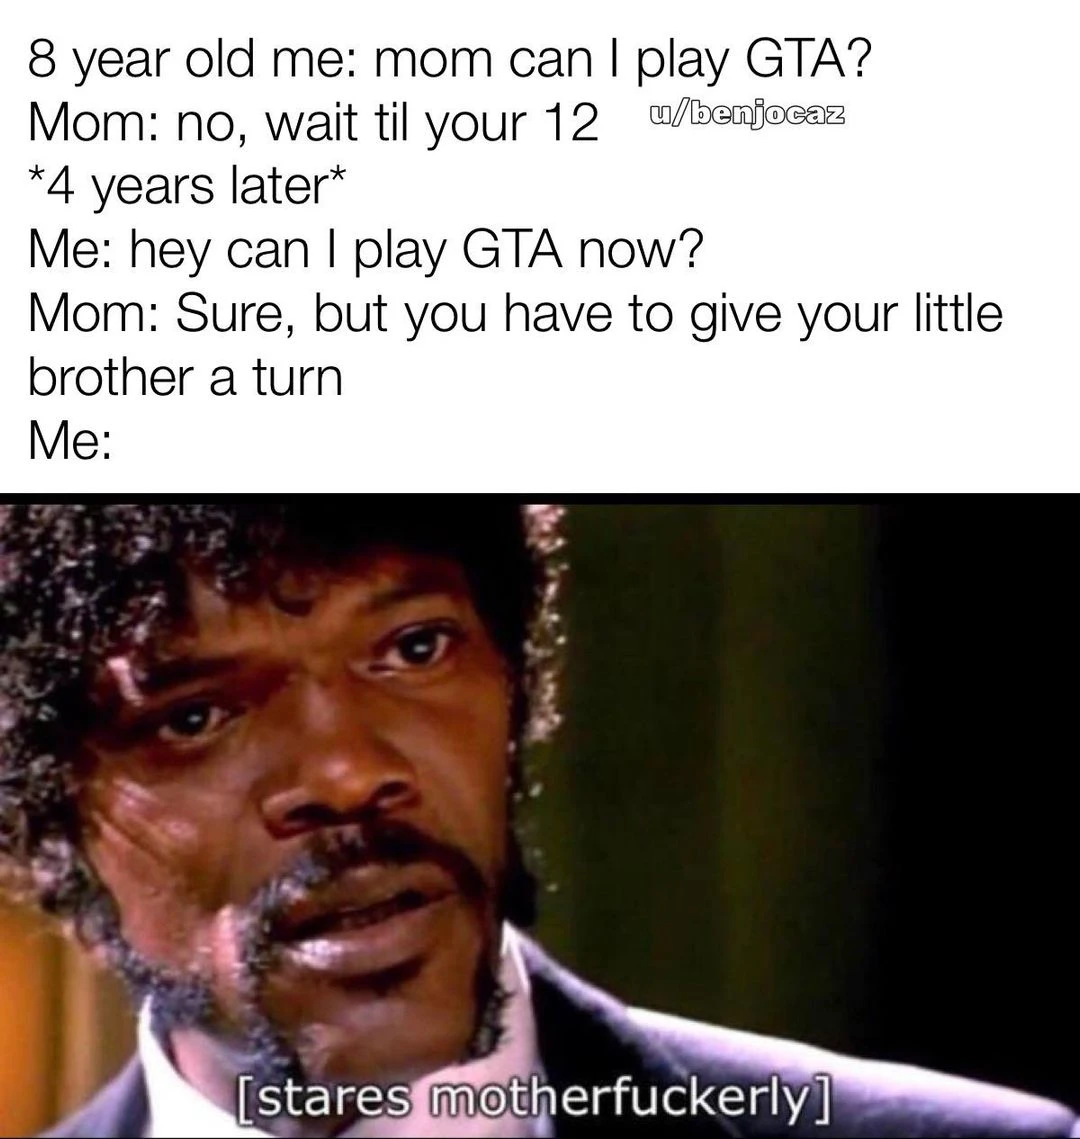 8 year old me: mom can I play GTA?
Mom: no, wait til your 12 u/benjocaz
*4 years later*
Me: hey can I play GTA now?
Mom: Sure, but you have to give your little
brother a turn
Me:
[stares motherfuckerly]